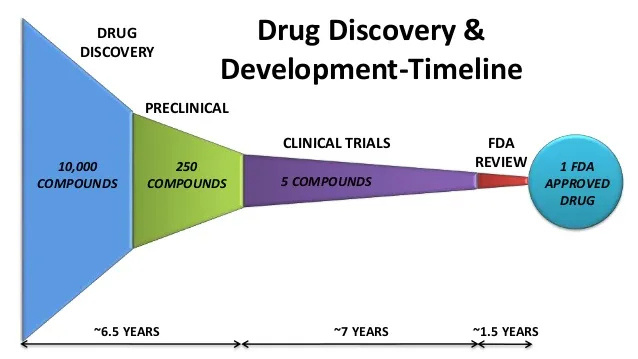 Drug Discovery &
Development-Timeline
DRUG
DISCOVERY
PRECLINICAL
CLINICAL TRIALS
FDA
REVIEW
10,000
COMPOUNDS
250
COMPOUNDS
5 COMPOUNDS
1 FDA
APPROVED
DRUG
~6.5 YEARS
~7 YEARS
~1.5 YEARS